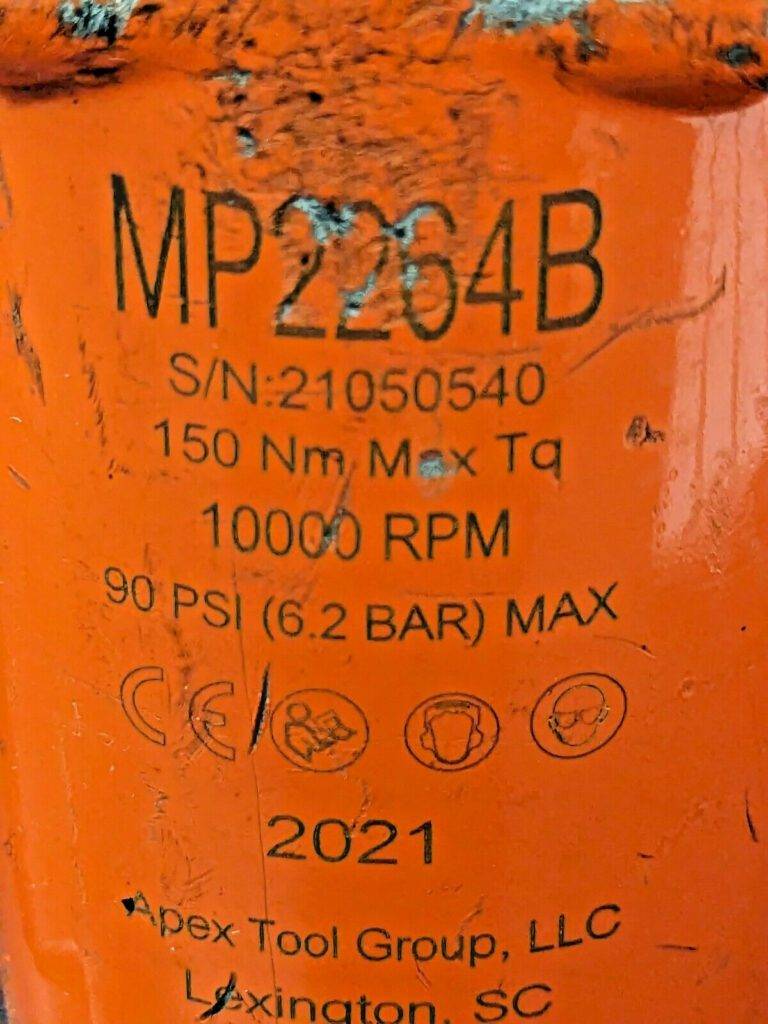 MP2264B
S/N:21050540
150 Nm Max Tq
10000 RPM
90 PSI (6.2 BAR) MAX
CE
2021
Apex Tool Group, LLC
Lexington, SC